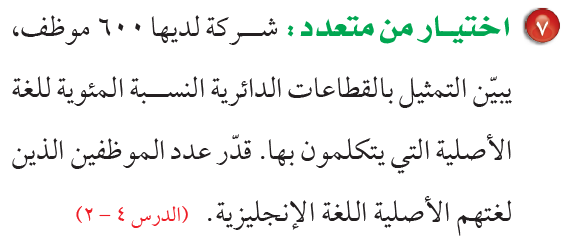 ٧ اختيار من متعدد : شركة لديها ٦٠٠ موظف،
يبيّن التمثيل بالقطاعات الدائرية النسبة المئوية للغة
الأصلية التي يتكلمون بها. قدّر عدد الموظفين الذين
لغتهم الأصلية اللغة الإنجليزية. (الدرس ٤ – ٢)